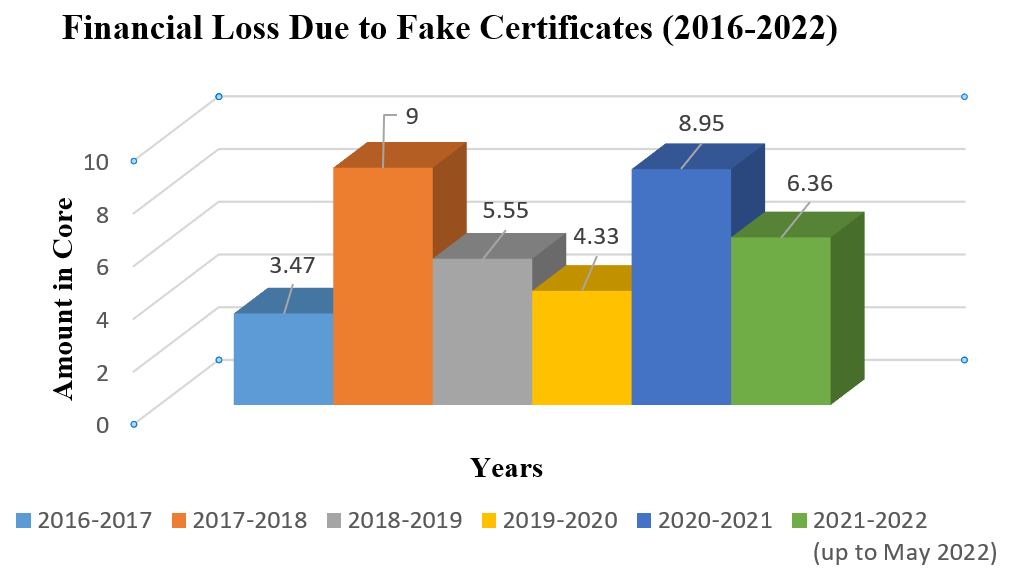 Financial Loss Due to Fake Certificates (2016-2022)
9
8.95
10
6.36
8
5.55
4.33
6
3.47
4
2
0
Amount in Core
Years
2016-2017 2017-2018 2018-2019 2019-2020 2020-2021 2021-2022
(up to May 2022)